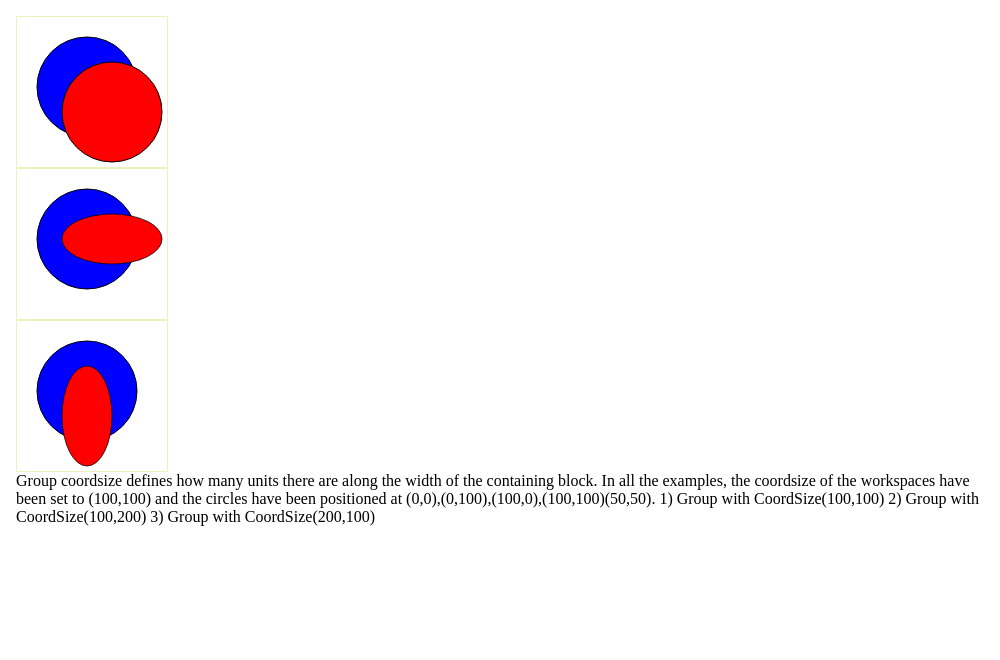 Group coordsize defines how many units there are along the width of the containing block. In all the examples, the coordsize of the workspaces have
been set to (100,100) and the circles have been positioned at (0,0),(0,100),(100,0),(100,100)(50,50). 1) Group with CoordSize(100,100) 2) Group with
CoordSize(100,200) 3) Group with CoordSize(200,100)